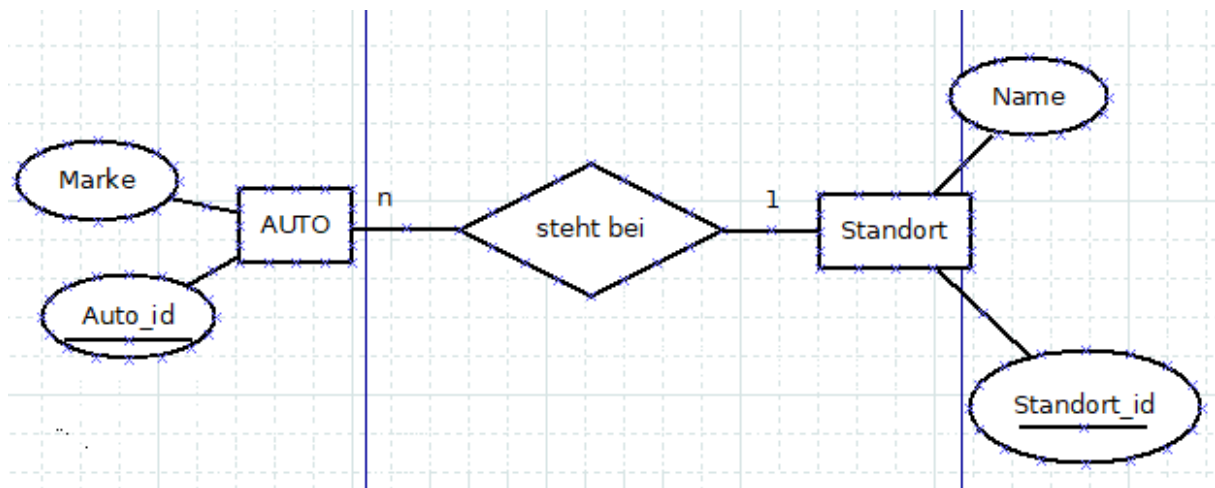 Name
Marke
n
1
AUTO
steht bei
Standort
Auto_id
Standort_id